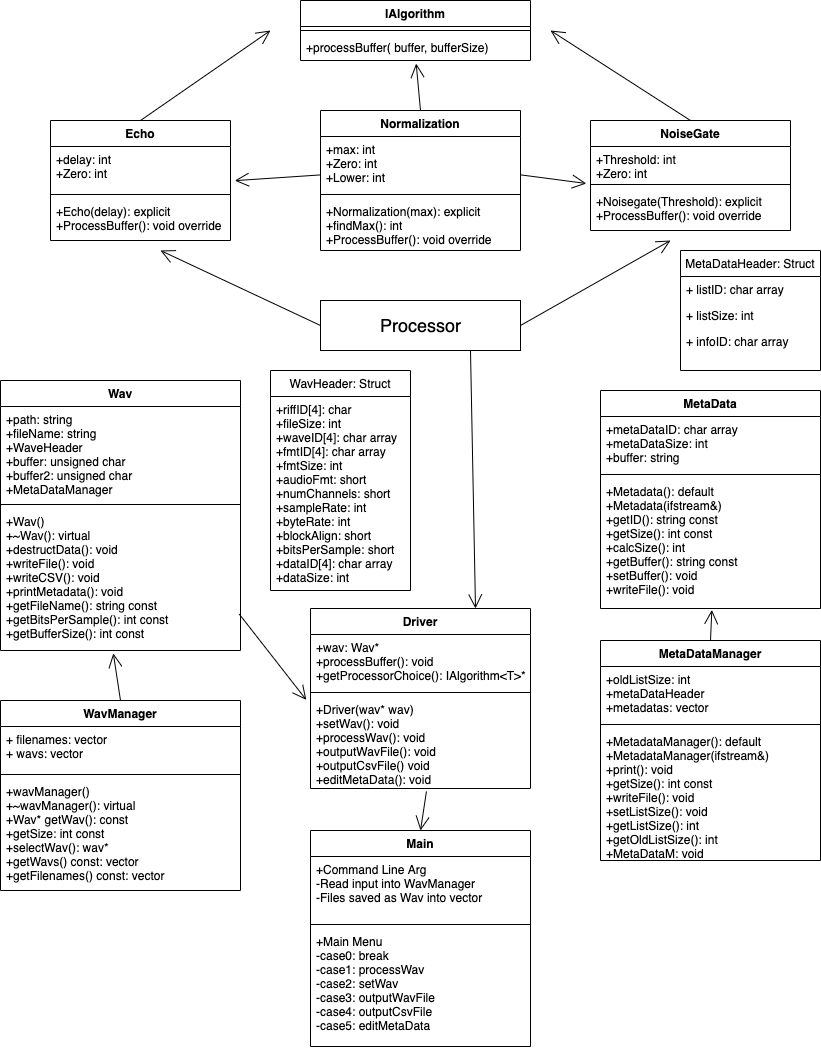 IAlgorithm
+processBuffer( buffer, bufferSize)
Echo
+delay: int
+Zero: int
+Echo(delay): explicit
+ProcessBuffer(): void override
Normalization
+max: int
+Zero: int
+Lower: int
+Normalization(max): explicit
+findMax(): int
+ProcessBuffer(): void override
NoiseGate
+Threshold: int
+Zero: int
+Noisegate(Threshold): explicit
+ProcessBuffer(): void override
MetaDataHeader: Struct
+ listID: char array
+ listSize: int
+ infoID: char array
Processor
Wav
+path: string
+fileName: string
+WaveHeader
+buffer: unsigned char
+buffer2: unsigned char
+MetaDataManager
+Wav()
+~Wav(): virtual
+destructData(): void
+writeFile(): void
+writeCSV(): void
+printMetadata(): void
+getFileName(): string const
+getBitsPerSample(): int const
+getBufferSize(): int const
WavHeader: Struct
+riffID[4]: char
+fileSize: int
+waveID[4]: char array
+fmtID[4]: char array
+fmtSize: int
+audioFmt: short
+numChannels: short
+sampleRate: int
+byteRate: int
+blockAlign: short
+bitsPerSample: short
+dataID[4]: char array
+dataSize: int
MetaData
+metaDataID: char array
+metaDataSize: int
+buffer: string
+Metadata(): default
+Metadata(ifstream&)
+getID(): string const
+getSize(): int const
+calcSize(): int
+getBuffer(): string const
+setBuffer(): void
+writeFile(): void
Driver
+wav: Wav*
+processBuffer(): void
+getProcessorChoice(): IAlgorithm<T>*
+Driver(wav* wav)
+setWav(): void
+processWav(): void
+outputWavFile(): void
+outputCsvFile(): void
+editMetaData(): void
MetaDataManager
+oldListSize: int
+metaDataHeader
+metadatas: vector
+MetadataManager(): default
+MetadataManager(ifstream&)
+print(): void
+getSize(): int const
+writeFile(): void
+setListSize(): void
+getListSize(): int
+getOldListSize(): int
+MetaDataM: void
WavManager
+ filenames: vector
+ wavs: vector
+wavManager()
+~wavManager(): virtual
+Wav* getWav(): const
+getSize: int const
+selectWav(): wav*
+getWavs() const: vector
+getFilenames() const: vector
Main
+Command Line Arg
-Read input into WavManager
-Files saved as Wav into vector
+Main Menu
-case0: break
-case1: processWav
-case2: setWav
-case3: outputWavFile
-case4: outputCsvFile
-case5: editMetaData